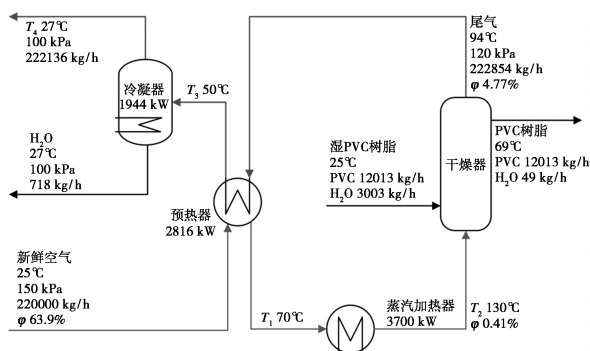 T₄ 27℃
100 kPa
222136 kg/h
冷凝器
1944 kW
T₃ 50℃
尾气
94℃
120 kPa
222854 kg/h
φ 4.77%
H₂O
27℃
100 kPa
718 kg/h
湿PVC树脂
25℃
PVC 12013 kg/h
H₂O 3003 kg/h
干燥器
PVC树脂
69℃
PVC 12013 kg/h
H₂O 49 kg/h
预热器
2816 kW
新鲜空气
25℃
150 kPa
220000 kg/h
φ 63.9%
T₁ 70℃
蒸汽加热器
3700 kW
T₂ 130℃
φ 0.41%